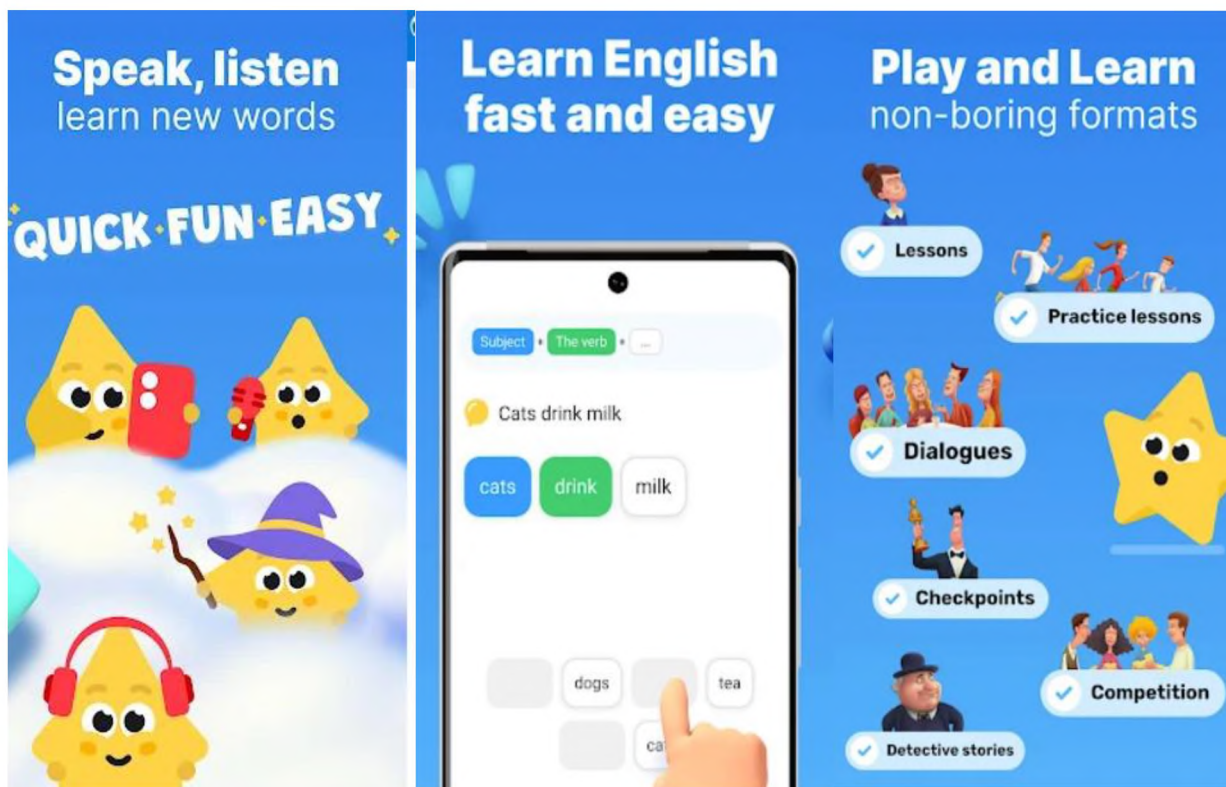 Speak, listen
learn new words
QUICK·FUN·EASY
Learn English
fast and easy
Subject • The verb • ...
Cats drink milk
cats drink milk
dogs tea
Play and Learn
non-boring formats
Lessons
Practice lessons
Dialogues
Checkpoints
Competition
Detective stories